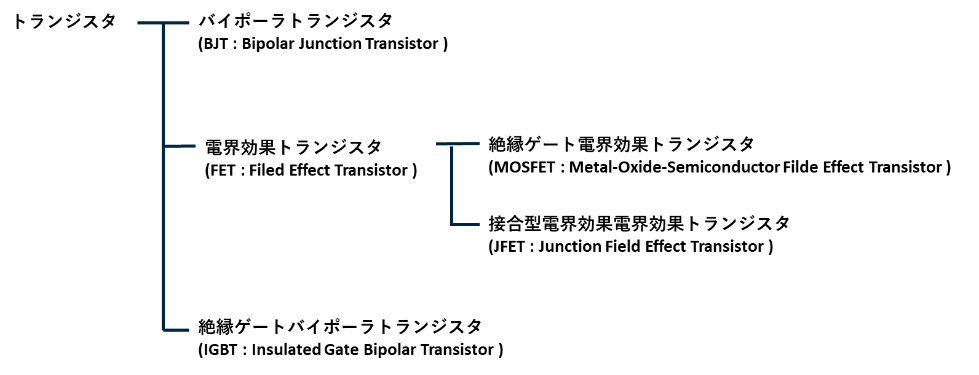 トランジスタ
バイポーラトランジスタ
(BJT : Bipolar Junction Transistor )
電界効果トランジスタ
(FET : Filed Effect Transistor )
絶縁ゲート電界効果トランジスタ
(MOSFET : Metal-Oxide-Semiconductor Filde Effect Transistor )
接合型電界効果電界効果トランジスタ
(JFET : Junction Field Effect Transistor )
絶縁ゲートバイポーラトランジスタ
(IGBT : Insulated Gate Bipolar Transistor )